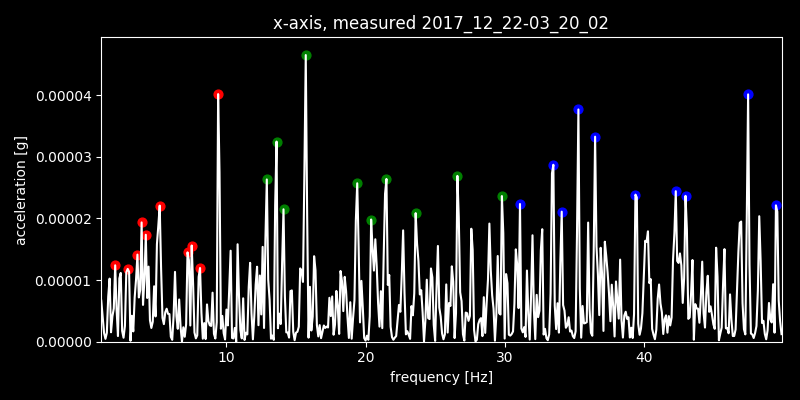 x-axis, measured 2017_12_22-03_20_02
acceleration [g]
0.00004
0.00003
0.00002
0.00001
0.00000
10 20 30 40
frequency [Hz]